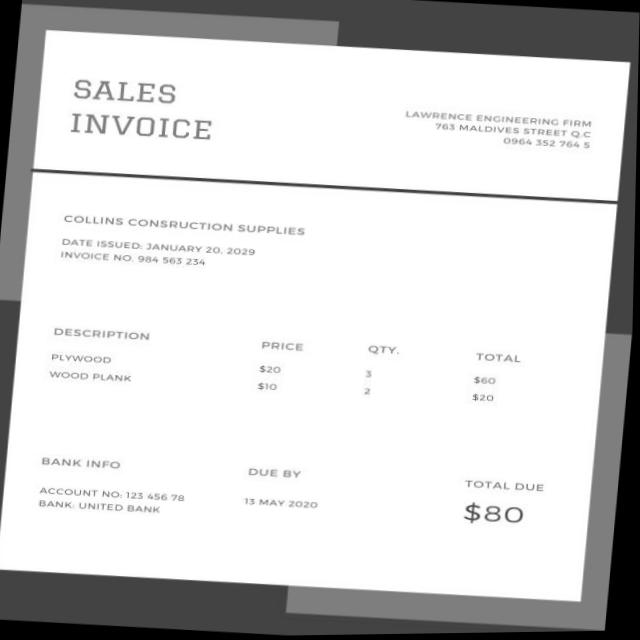 SALES
INVOICE
LAWRENCE ENGINEERING FIRM
763 MALDIVES STREET Q.C
0964 352 764 5
COLLINS CONSRUCTION SUPPLIES
DATE ISSUED: JANUARY 20, 2029
INVOICE NO. 984 563 234
DESCRIPTION PRICE QTY. TOTAL
PLYWOOD $20 3 $60
WOOD PLANK $10 2 $20
BANK INFO DUE BY TOTAL DUE
ACCOUNT NO: 123 456 78 13 MAY 2020 $80
BANK: UNITED BANK